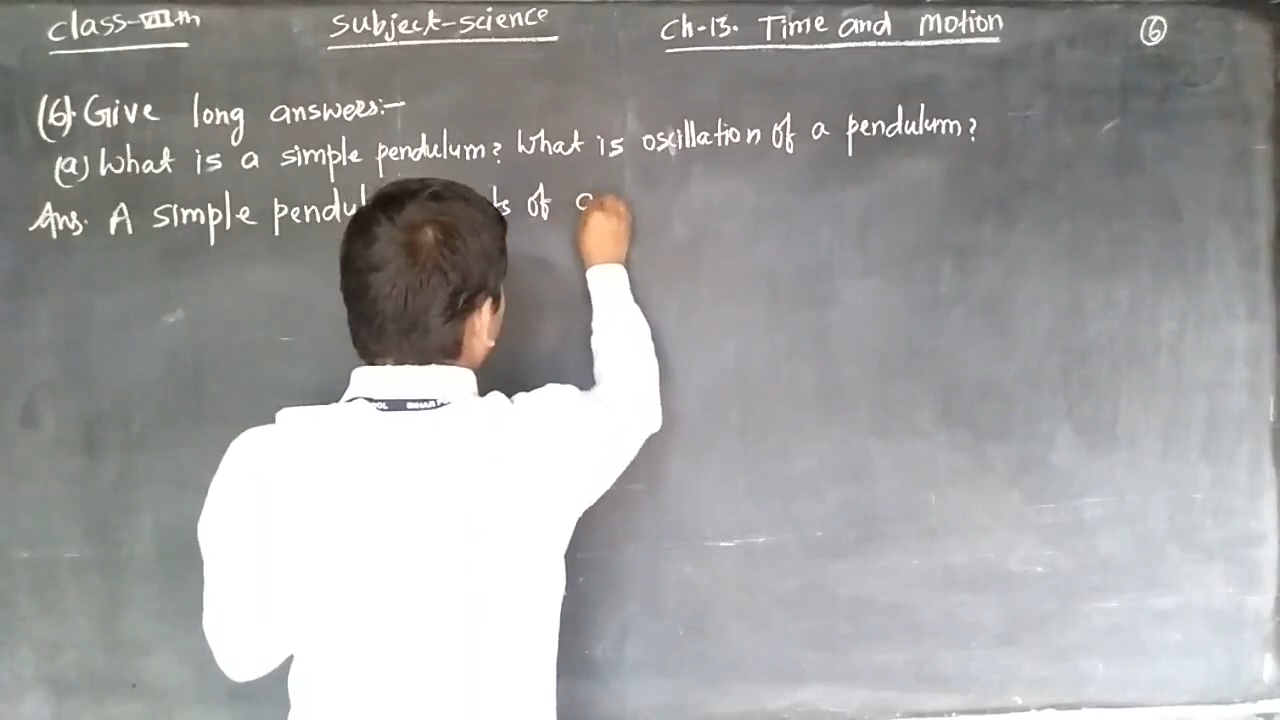 class-VIIth subject-science ch-13. Time and Motion 6
(6) Give long answers:-
(a) What is a simple pendulum? What is oscillation of a pendulum?
Ans. A simple of